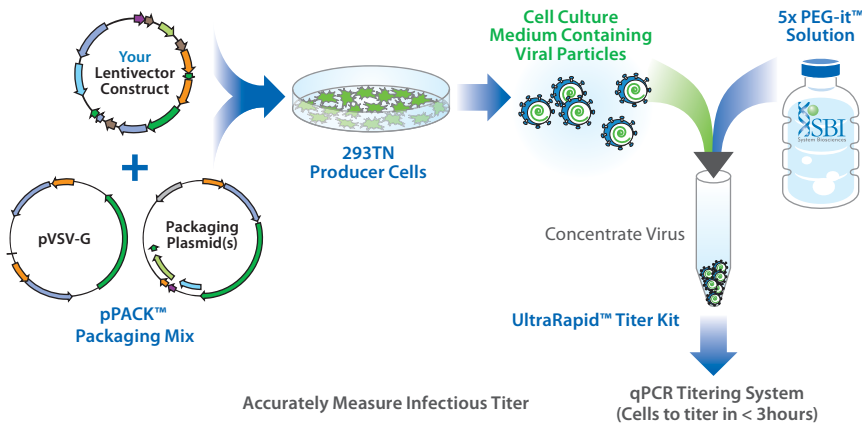 Your
Lentivector
Construct
+
pVSV-G
Packaging
Plasmid(s)
pPACK™
Packaging Mix
293TN
Producer Cells
Cell Culture
Medium Containing
Viral Particles
5x PEG-it™
Solution
SBI
System Biosciences
Concentrate Virus
UltraRapid™ Titer Kit
Accurately Measure Infectious Titer
qPCR Titering System
(Cells to titer in < 3hours)